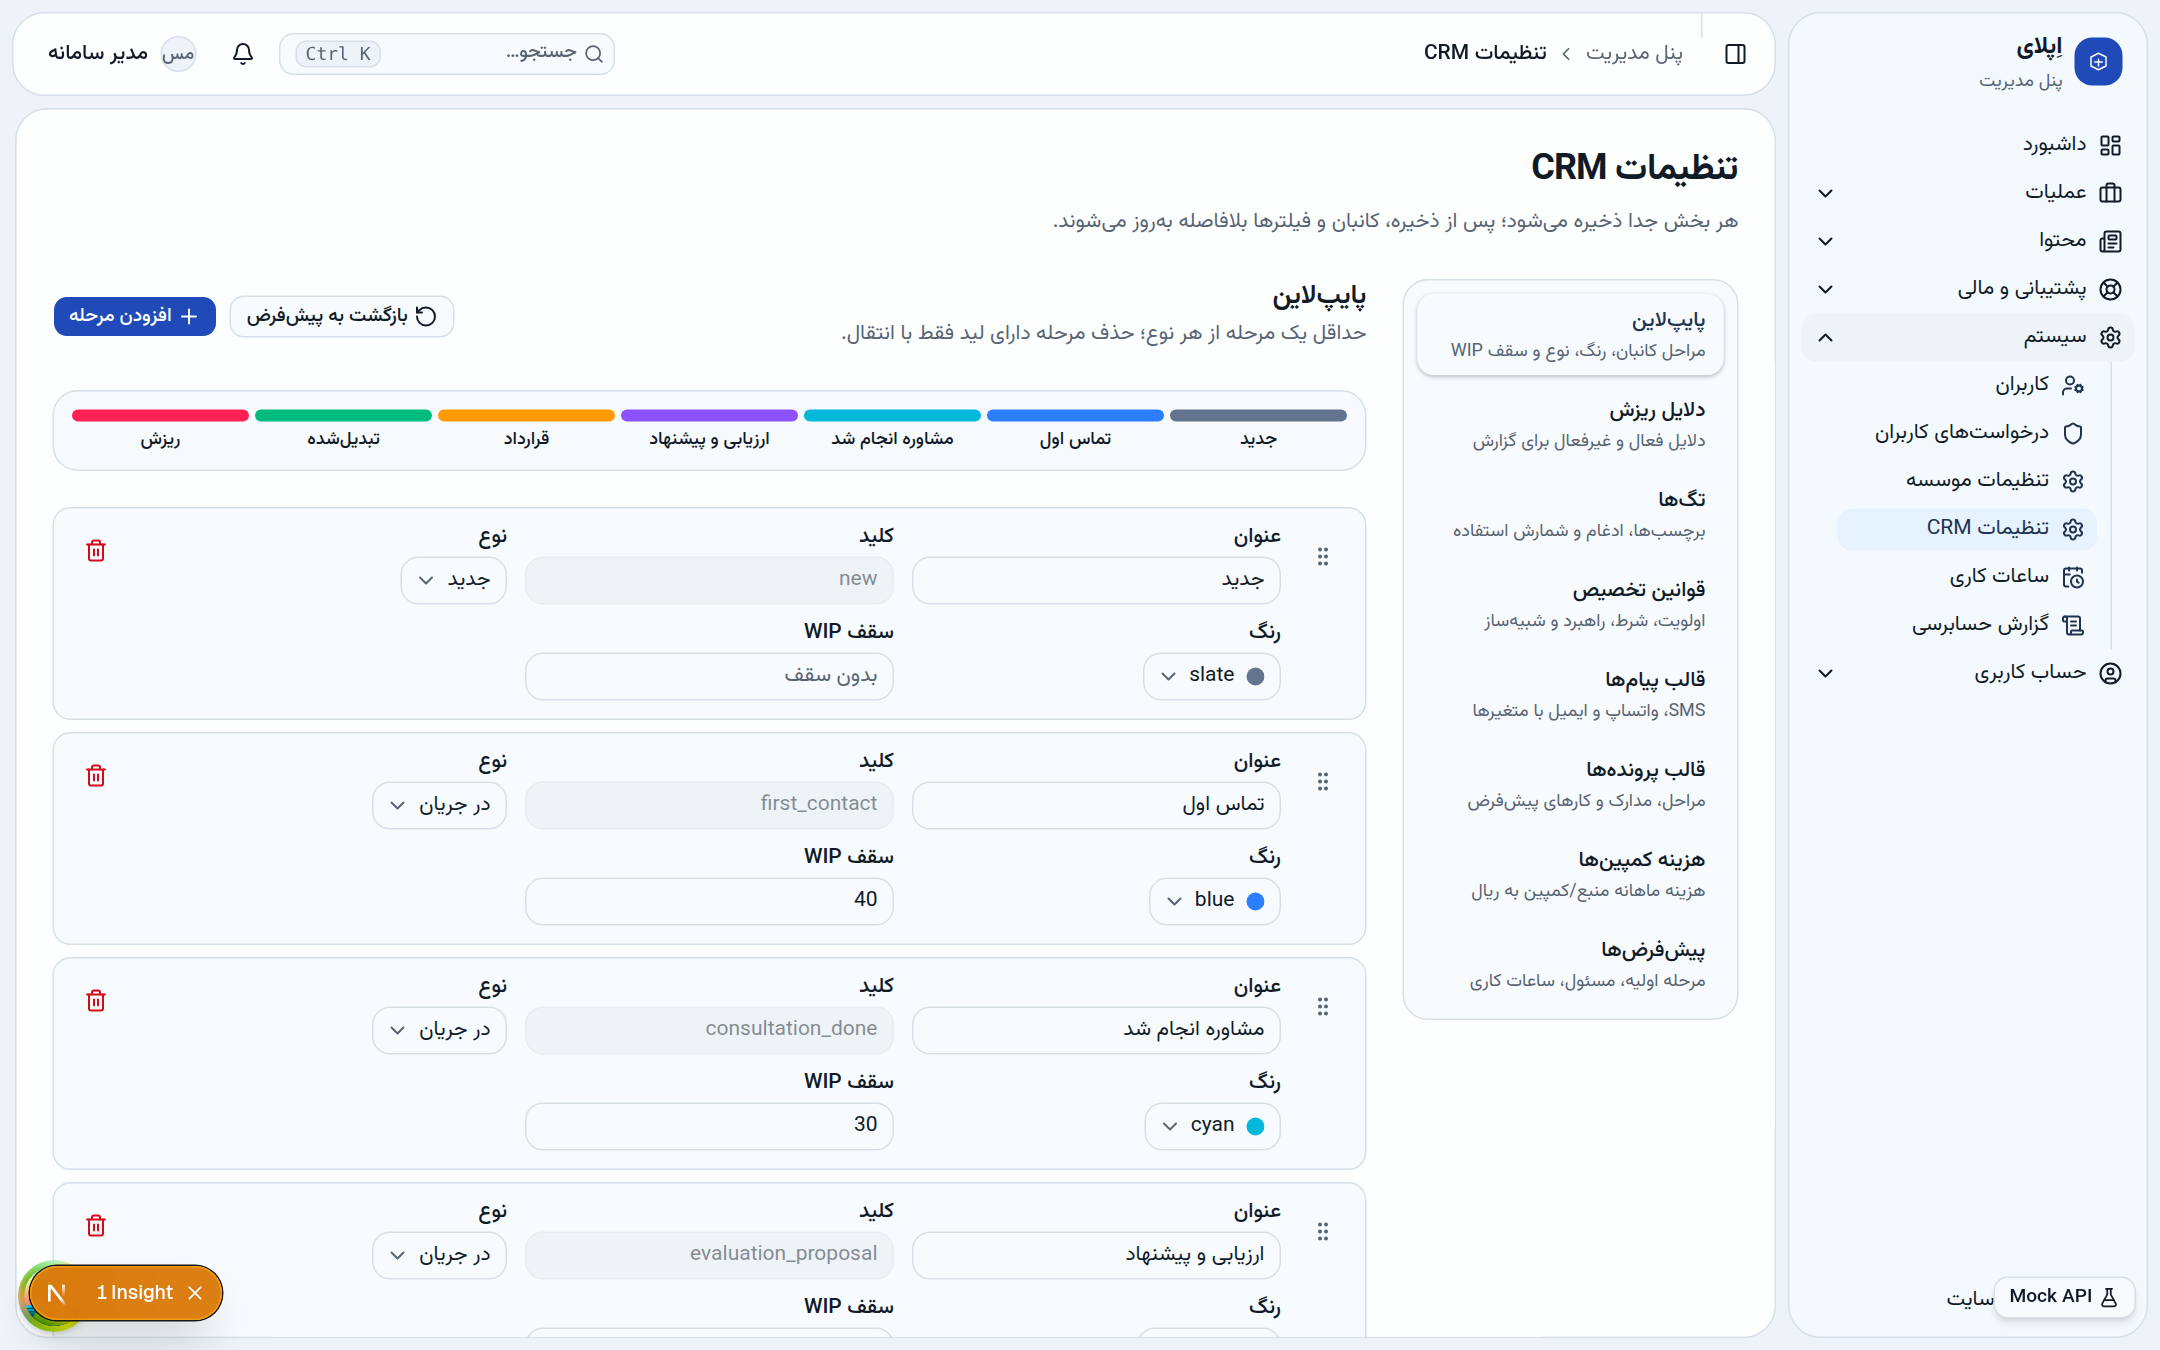 اِپلای
پنل مدیریت
داشبورد
عملیات
محتوا
پشتیبانی و مالی
سیستم
کاربران
درخواست‌های کاربران
تنظیمات موسسه
تنظیمات CRM
ساعات کاری
گزارش حسابرسی
حساب کاربری
Mock API
سایت
پنل مدیریت
تنظیمات CRM
جستجو...
Ctrl K
مس
مدیر سامانه
تنظیمات CRM
هر بخش جدا ذخیره می‌شود؛ پس از ذخیره، کانبان و فیلترها بلافاصله به‌روز می‌شوند.
پایپ‌لاین
مراحل کانبان، رنگ، نوع و سقف WIP
دلایل ریزش
دلایل فعال و غیرفعال برای گزارش
تگ‌ها
برچسب‌ها، ادغام و شمارش استفاده
قوانین تخصیص
اولویت، شرط، راهبرد و شبیه‌ساز
قالب پیام‌ها
SMS، واتساپ و ایمیل با متغیرها
قالب پرونده‌ها
مراحل، مدارک و کارهای پیش‌فرض
هزینه کمپین‌ها
هزینه ماهانه منبع/کمپین به ریال
پیش‌فرض‌ها
مرحله اولیه، مسئول، ساعات کاری
پایپ‌لاین
حداقل یک مرحله از هر نوع؛ حذف مرحله دارای لید فقط با انتقال.
بازگشت به پیش‌فرض
افزودن مرحله
جدید
تماس اول
مشاوره انجام شد
ارزیابی و پیشنهاد
قرارداد
تبدیل‌شده
ریزش
عنوان
کلید
نوع
جدید
new
جدید
رنگ
سقف WIP
slate
بدون سقف
عنوان
کلید
نوع
تماس اول
first_contact
در جریان
رنگ
سقف WIP
blue
40
عنوان
کلید
نوع
مشاوره انجام شد
consultation_done
در جریان
رنگ
سقف WIP
cyan
30
عنوان
کلید
نوع
ارزیابی و پیشنهاد
evaluation_proposal
در جریان
رنگ
سقف WIP
N
1 Insight